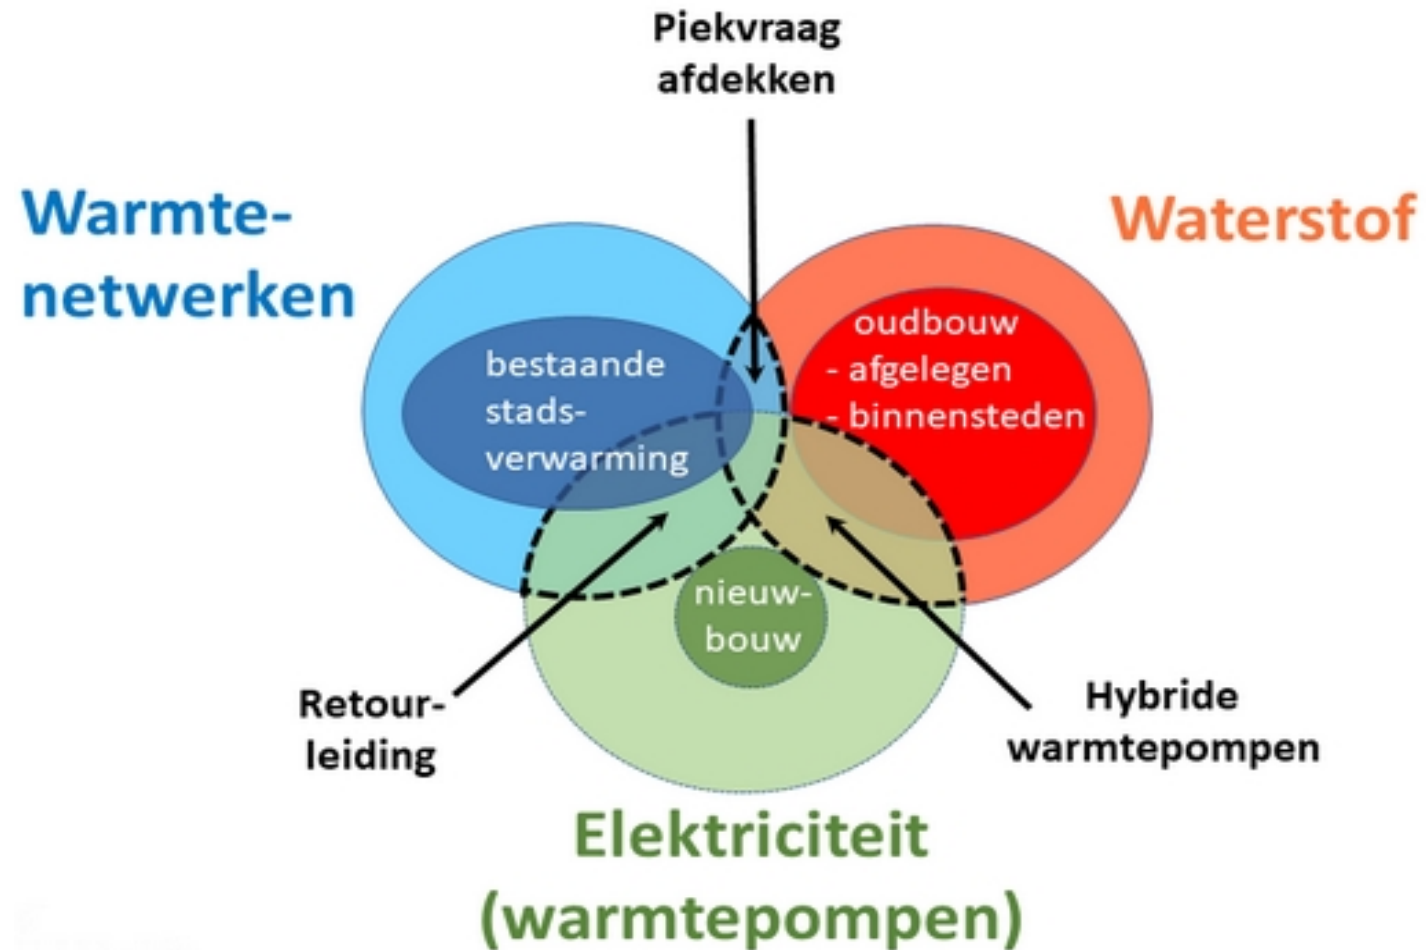 Piekvraag
afdekken
Warmte-
netwerken
Waterstof
bestaande
stads-
verwarming
oudbouw
- afgelegen
- binnensteden
nieuw-
bouw
Retour-
leiding
Hybride
warmtepompen
Elektriciteit
(warmtepompen)